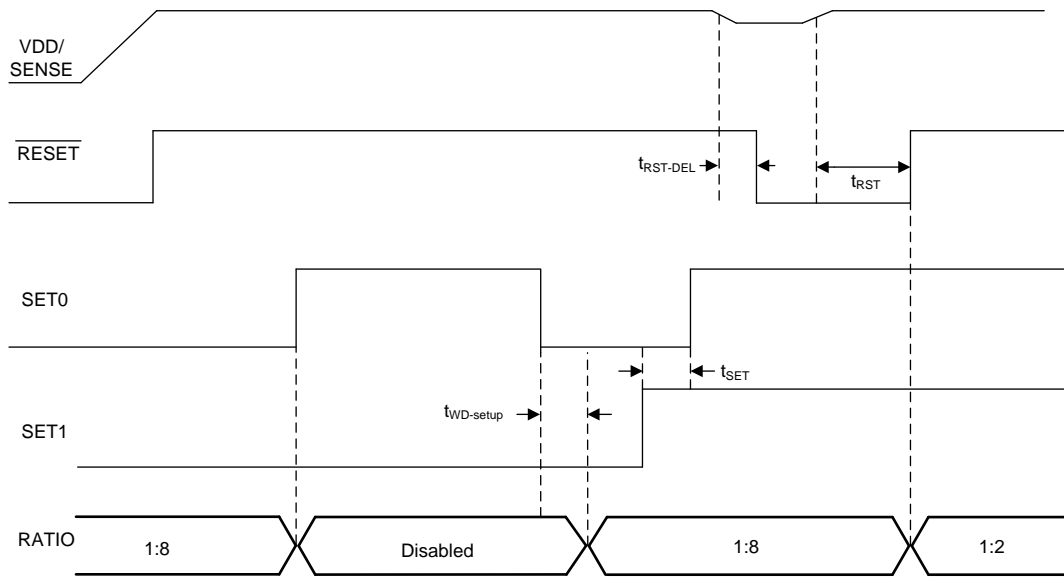 VDD/
SENSE
RESET
tRST-DEL
tRST
SET0
tSET
tWD-setup
SET1
RATIO
1:8
Disabled
1:8
1:2